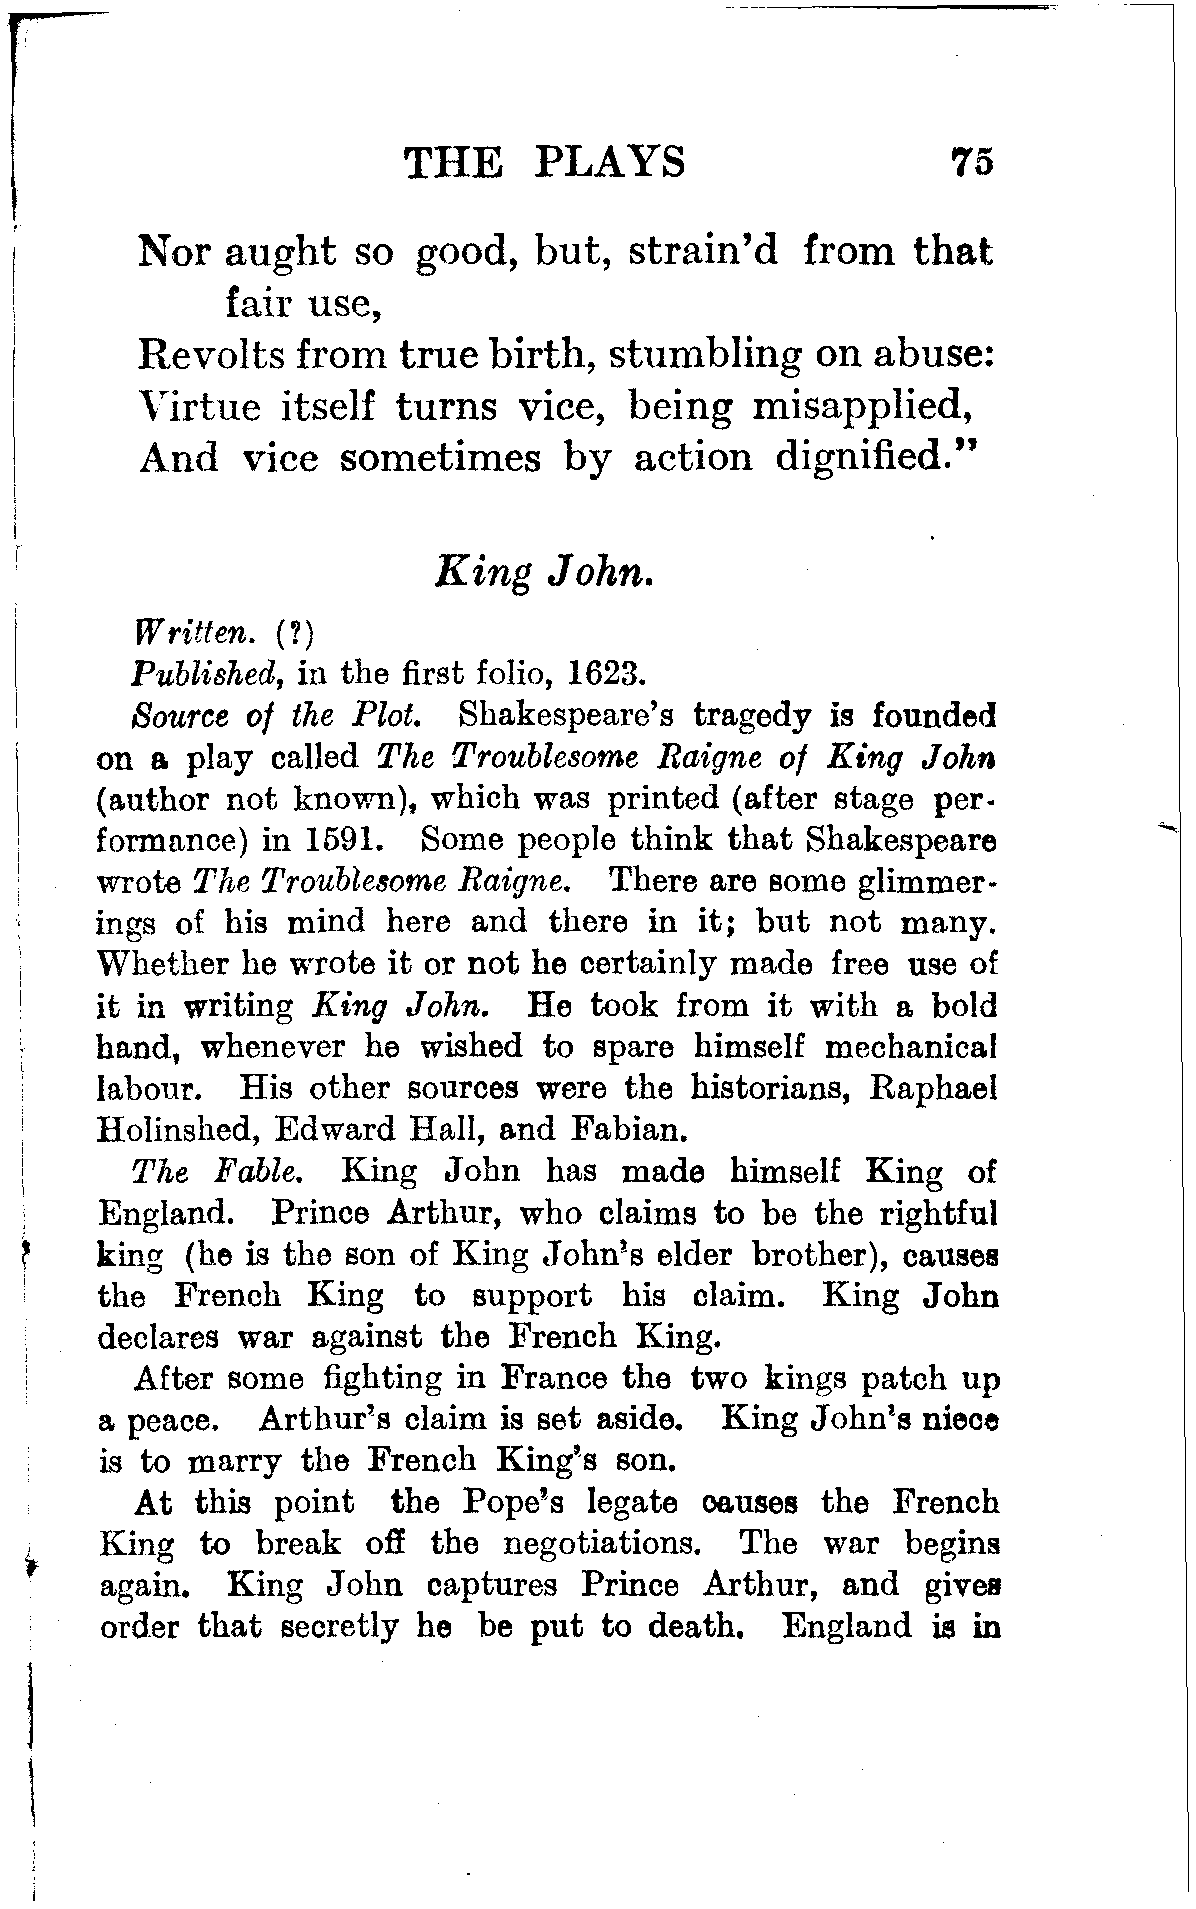 THE PLAYS 75
Nor aught so good, but, strain'd from that
fair use,
Revolts from true birth, stumbling on abuse:
Virtue itself turns vice, being misapplied,
And vice sometimes by action dignified."
King John.
Written. (?)
Published, in the first folio, 1623.
Source of the Plot. Shakespeare's tragedy is founded
on a play called The Troublesome Raigne of King John
(author not known), which was printed (after stage per-
formance) in 1591. Some people think that Shakespeare
wrote The Troublesome Raigne. There are some glimmer-
ings of his mind here and there in it; but not many.
Whether he wrote it or not he certainly made free use of
it in writing King John. He took from it with a bold
hand, whenever he wished to spare himself mechanical
labour. His other sources were the historians, Raphael
Holinshed, Edward Hall, and Fabian.
The Fable. King John has made himself King of
England. Prince Arthur, who claims to be the rightful
king (he is the son of King John's elder brother), causes
the French King to support his claim. King John
declares war against the French King.
After some fighting in France the two kings patch up
a peace. Arthur's claim is set aside. King John's niece
is to marry the French King's son.
At this point the Pope's legate causes the French
King to break off the negotiations. The war begins
again. King John captures Prince Arthur, and gives
order that secretly he be put to death. England is in